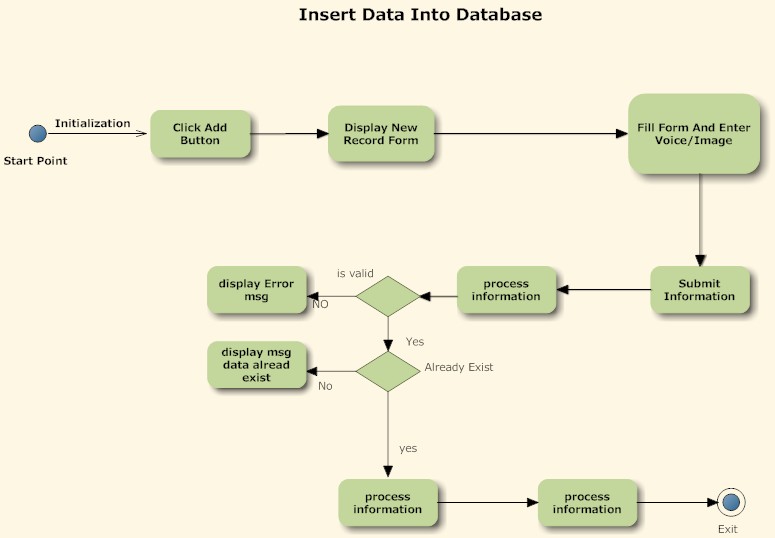 Insert Data Into Database
Initialization
Start Point
Click Add
Button
Display New
Record Form
Fill Form And Enter
Voice/Image
Submit
Information
process
information
is valid
NO
display Error
msg
Yes
Already Exist
No
display msg
data alread
exist
yes
process
information
process
information
Exit